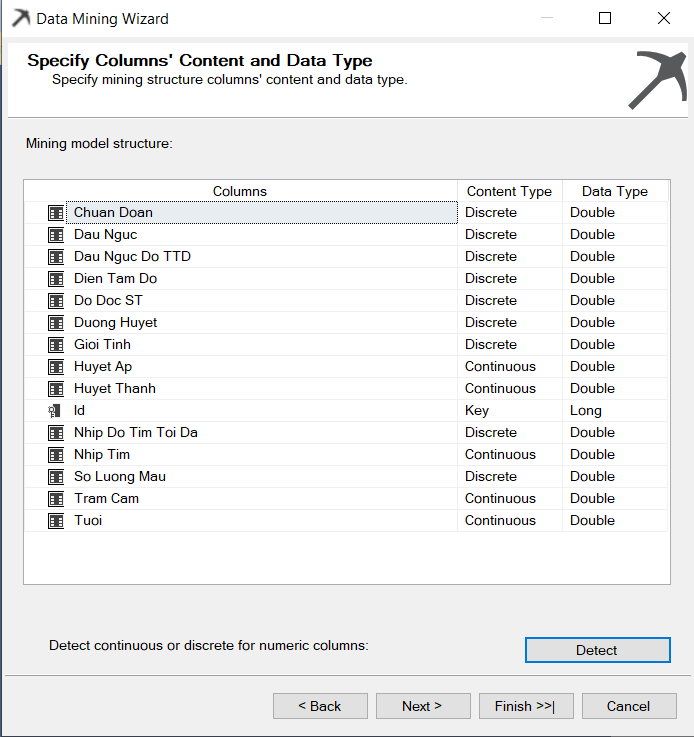 Data Mining Wizard
Specify Columns' Content and Data Type
Specify mining structure columns' content and data type.
Mining model structure:
Columns Content Type Data Type
Chuan Doan Discrete Double
Dau Nguc Discrete Double
Dau Nguc Do TTD Discrete Double
Dien Tam Do Discrete Double
Do Doc ST Discrete Double
Duong Huyet Discrete Double
Gioi Tinh Discrete Double
Huyet Ap Continuous Double
Huyet Thanh Continuous Double
Id Key Long
Nhip Do Tim Toi Da Discrete Double
Nhip Tim Continuous Double
So Luong Mau Discrete Double
Tram Cam Continuous Double
Tuoi Continuous Double
Detect continuous or discrete for numeric columns: Detect
< Back Next > Finish >>| Cancel